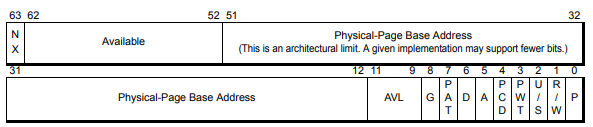 63 62 52 51 32
N X Available Physical-Page Base Address
(This is an architectural limit. A given implementation may support fewer bits.)
31 12 11 9 8 7 6 5 4 3 2 1 0
Physical-Page Base Address AVL G P A T D A P C D P W T U / S R / W P